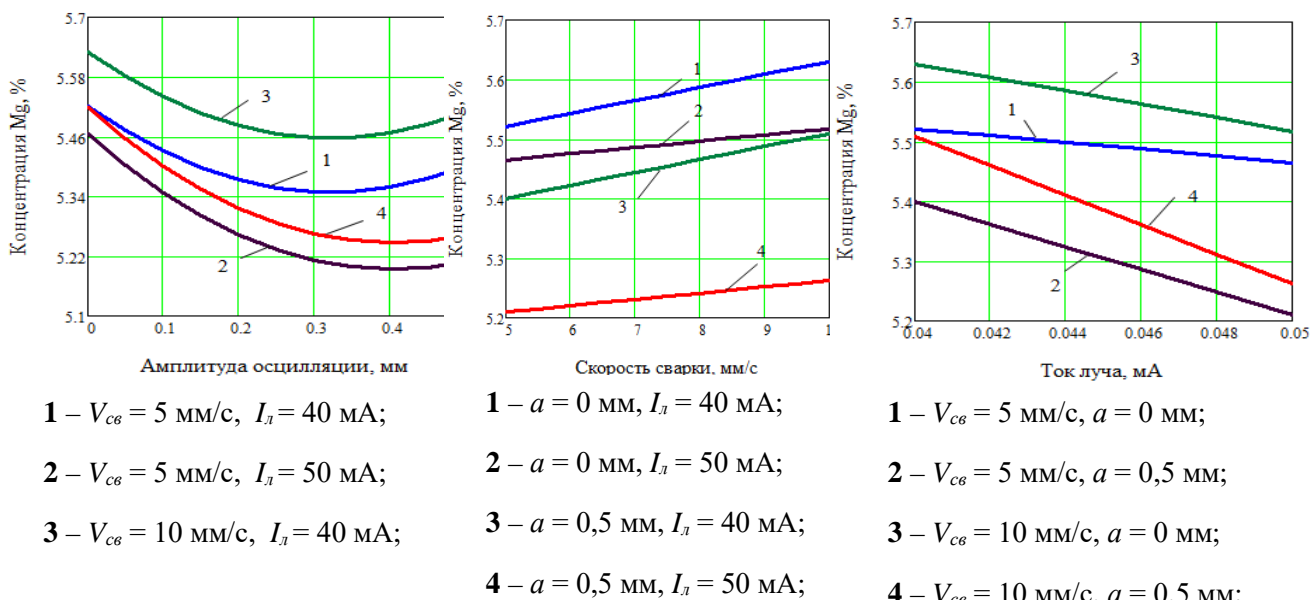 5.7
5.58
5.46
5.34
5.22
5.1
0 0.1 0.2 0.3 0.4
Концентрация Mg, %
3
1
4
2
Амплитуда осцилляции, мм
1 – Vсв = 5 мм/с, Iл = 40 мА;
2 – Vсв = 5 мм/с, Iл = 50 мА;
3 – Vсв = 10 мм/с, Iл = 40 мА;
5.7
5.6
5.5
5.4
5.3
5.2
5 6 7 8 9 1
Концентрация Mg, %
1
2
3
4
Скорость сварки, мм/с
1 – a = 0 мм, Iл = 40 мА;
2 – a = 0 мм, Iл = 50 мА;
3 – a = 0,5 мм, Iл = 40 мА;
4 – a = 0,5 мм, Iл = 50 мА;
5.7
5.6
5.5
5.4
5.3
5.2
0.04 0.042 0.044 0.046 0.048 0.05
Концентрация Mg, %
3
1
4
2
Ток луча, мА
1 – Vсв = 5 мм/с, a = 0 мм;
2 – Vсв = 5 мм/с, a = 0,5 мм;
3 – Vсв = 10 мм/с, a = 0 мм;
4 – Vсв = 10 мм/с, a = 0,5 мм;